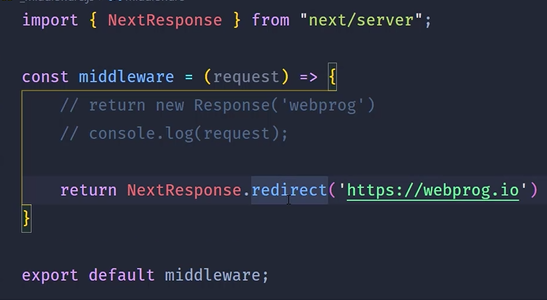 import { NextResponse } from "next/server";
const middleware = (request) => {
// return new Response('webprog')
// console.log(request);
return NextResponse.redirect('https://webprog.io')
}
export default middleware;